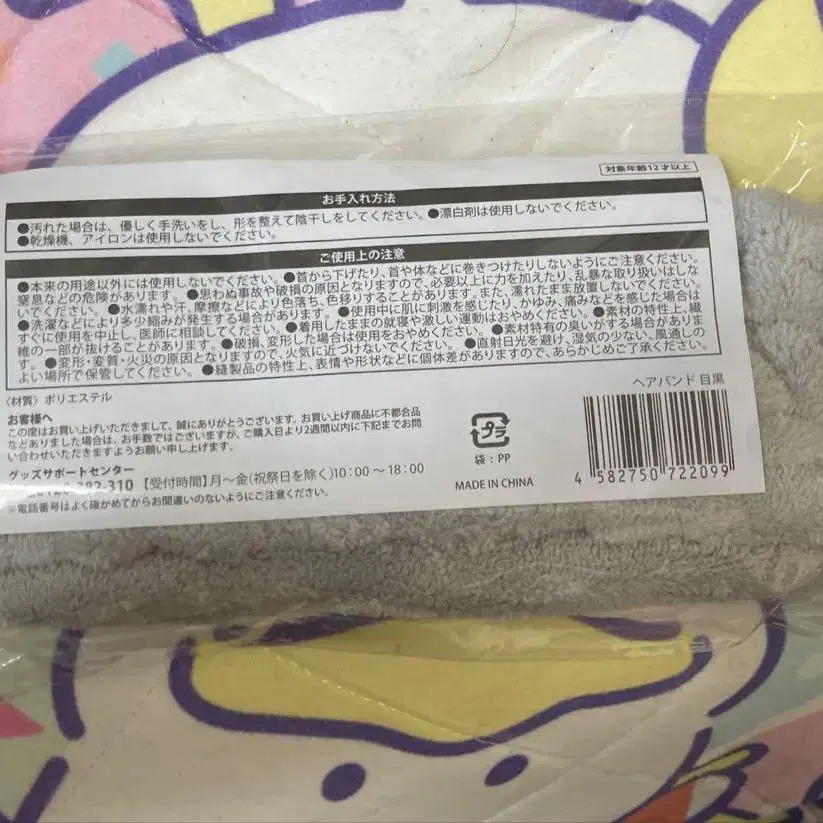 対象年齢12才以上
お手入れ方法
●汚れた場合は、優しく手洗いをし、形を整えて陰干しをしてください。●漂白剤は使用しないでください。
●乾燥機、アイロンは使用しないでください。
ご使用上の注意
●本来の用途以外には使用しないでください。●首から下げたり、首や体などに巻きつけたりしないようにご注意ください。
窒息などの危険があります。●思わぬ事故や破損の原因となりますので、必要以上に力を加えたり、乱暴な取り扱いはしな
いでください。●水濡れや汗、摩擦などにより色落ち、色移りすることがあります。また、濡れたまま放置しないでください。
●洗濯などにより多少縮みが発生する場合があります。●使用中に肌に刺激を感じたり、かゆみ、痛みなどを感じた場合は
すぐに使用を中止し、医師に相談してください。●着用したままの就寝や激しい運動はおやめください。●素材の特性上、繊
維の一部が抜けることがあります。●破損、変形した場合は使用をおやめください。●素材特有の臭いがする場合がありま
す。●変形・変質・火災の原因となりますので、火気に近づけないでください。●直射日光を避け、湿気の少ない、風通しの
よい場所で保管してください。●縫製品の特性上、表情や形状などに個体差がありますので、あらかじめご了承ください。
〈材質〉ポリエステル
お客様へ
この度はお買い上げいただきまして、誠にありがとうございます。お買い上げ商品に不都合品
などありました場合は、お手数ではございますが、ご購入日より2週間以内に下記までお問
い合わせいただきますようお願い申し上げます。
グッズサポートセンター
382-310 【受付時間】月〜金(祝祭日を除く)10:00〜18:00
※電話番号はよく確かめてからお間違いのないようにご注意ください。
プラ
袋:PP
MADE IN CHINA
ヘアバンド 目黒
4 582750 722099